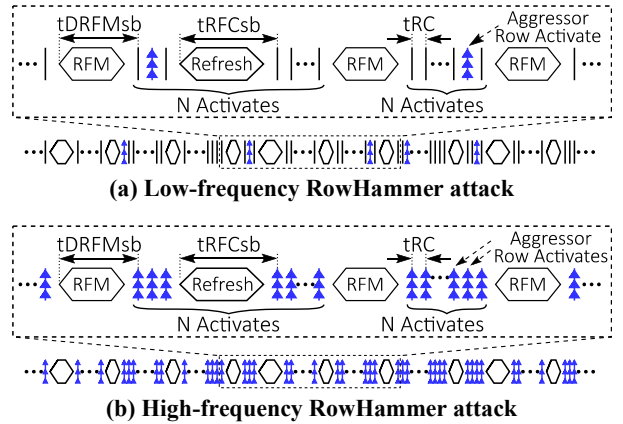 tDRFMsb tRFCsb tRC Aggressor
Row Activate
RFM Refresh RFM RFM
N Activates N Activates
(a) Low-frequency RowHammer attack
tDRFMsb tRFCsb tRC Aggressor
Row Activates
RFM Refresh RFM RFM
N Activates N Activates
(b) High-frequency RowHammer attack